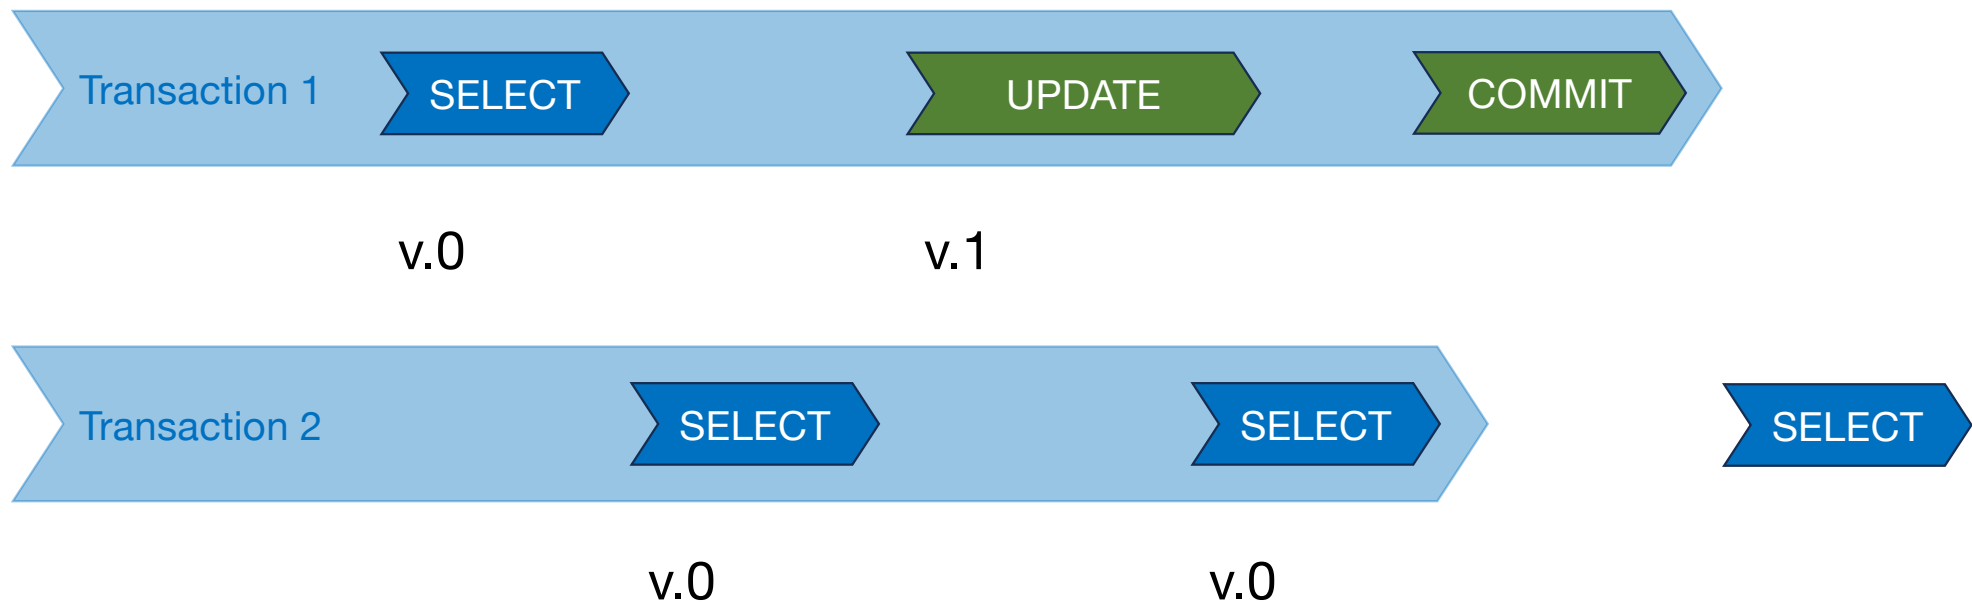 Transaction 1 SELECT UPDATE COMMIT
v.0 v.1
Transaction 2 SELECT SELECT SELECT
v.0 v.0